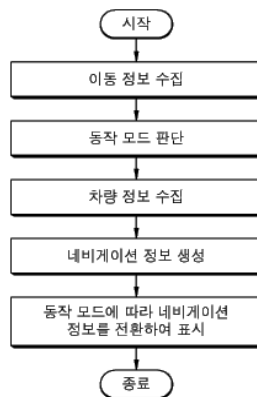 시작
이동 정보 수집
동작 모드 판단
차량 정보 수집
네비게이션 정보 생성
동작 모드에 따라 네비게이션
정보를 전환하여 표시
종료